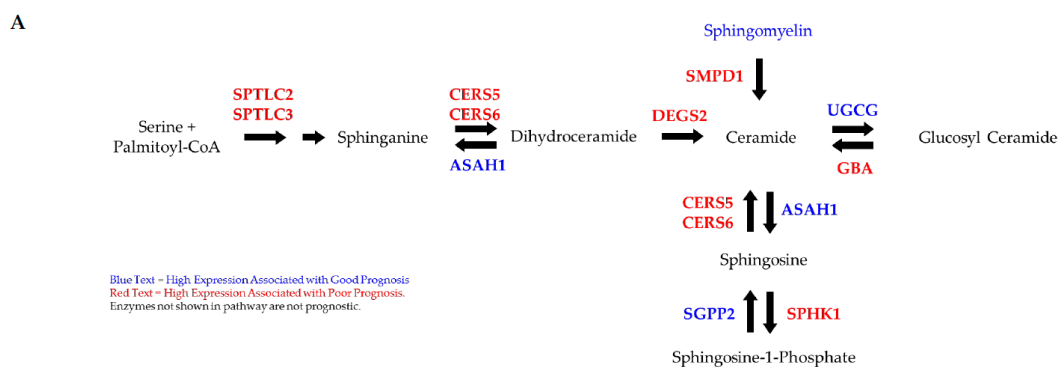 A
Sphingomyelin
SMPD1
SPTLC2
SPTLC3
CERS5
CERS6
DEGS2
UGCG
Serine +
Palmitoyl-CoA
Sphinganine
Dihydroceramide
Ceramide
Glucosyl Ceramide
ASAH1
GBA
CERS5
CERS6
ASAH1
Sphingosine
Blue Text = High Expression Associated with Good Prognosis
Red Text = High Expression Associated with Poor Prognosis.
Enzymes not shown in pathway are not prognostic.
SGPP2
SPHK1
Sphingosine-1-Phosphate